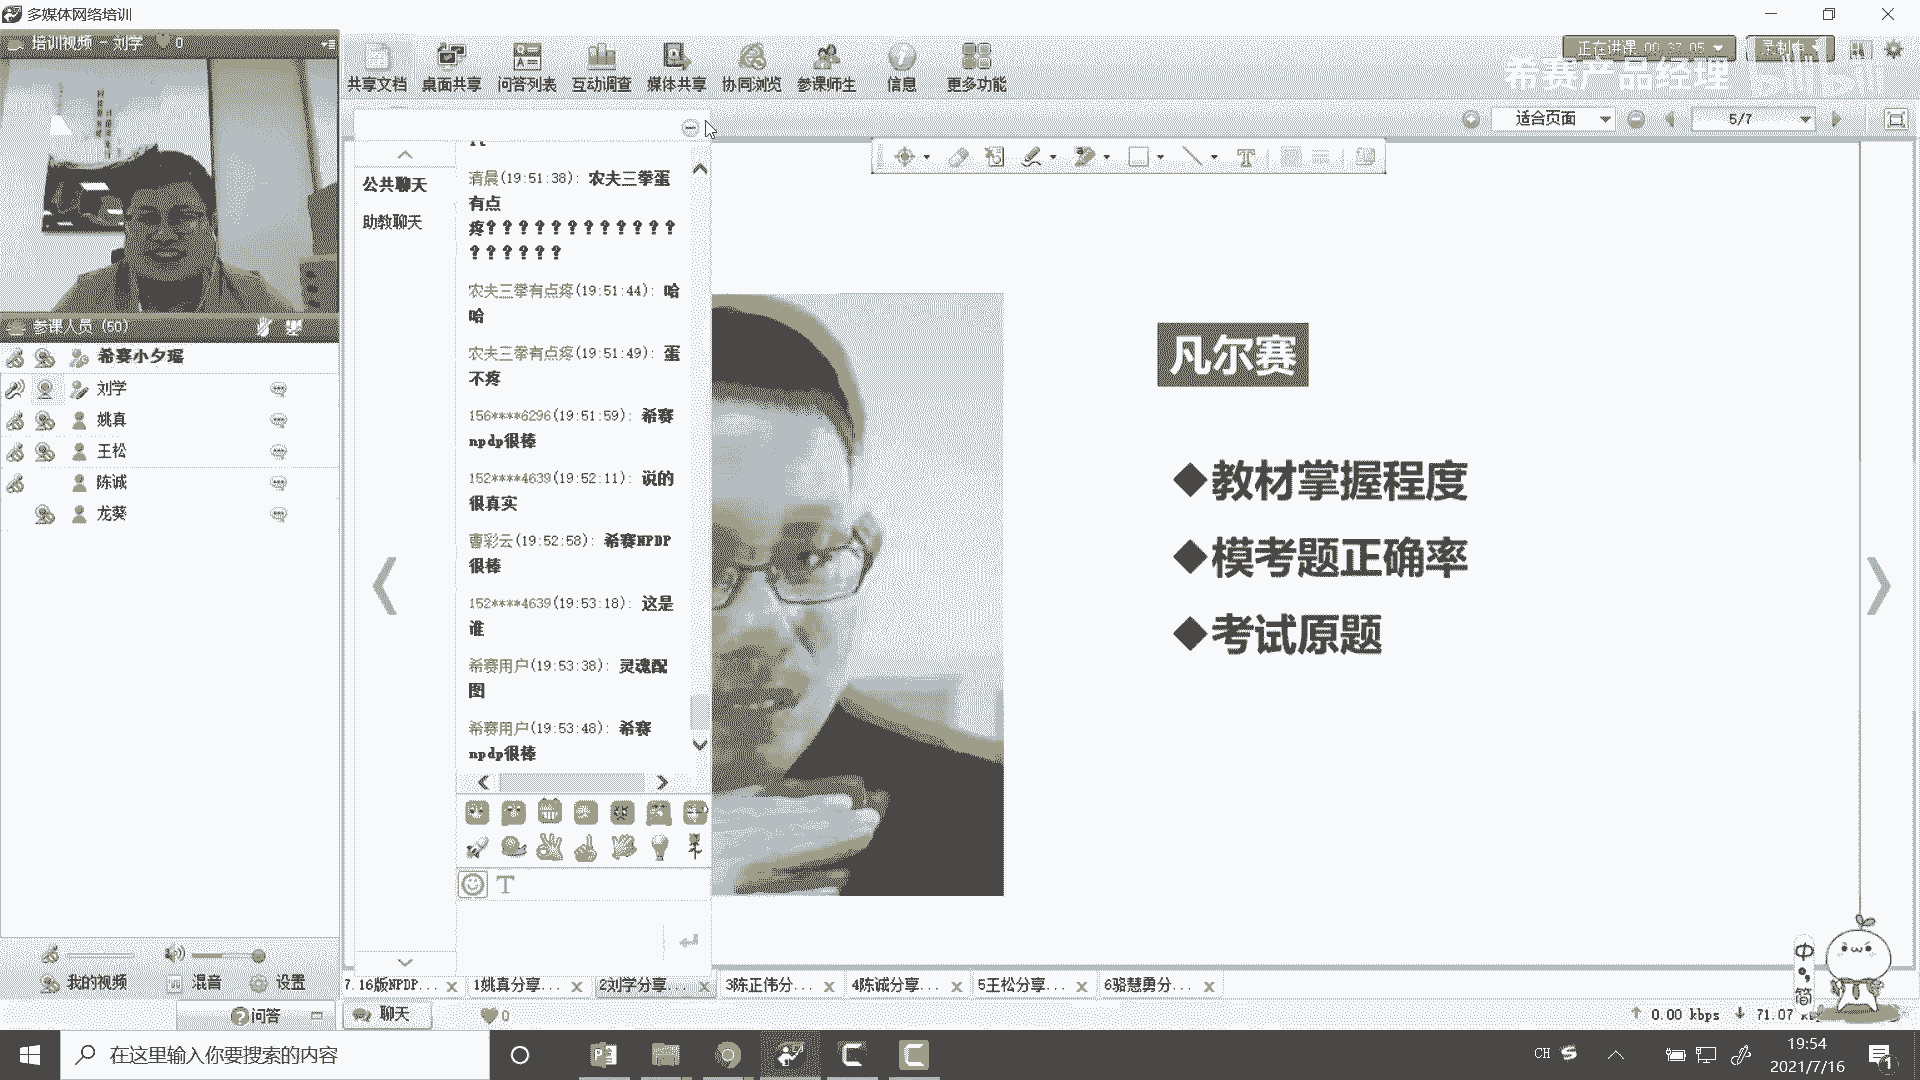 多媒体网络培训
培训视频 - 刘学 0
共享文档 桌面共享 问答列表 互动调查 媒体共享 协同浏览 参课师生 信息 更多功能
正在讲课 00:37:05
希赛产品经理 bilibili
适合页面
5/7
公共聊天
助教聊天
清晨(19:51:38): 农夫三拳蛋
有点
疼????????????
??????
农夫三拳有点疼(19:51:44): 哈
哈
农夫三拳有点疼(19:51:49): 蛋
不疼
156****6296(19:51:59): 希赛
npdp很棒
152****4639(19:52:11): 说的
很真实
曹彩云(19:52:58): 希赛NPDP
很棒
152****4639(19:53:18): 这是
谁
希赛用户(19:53:38): 灵魂配
图
希赛用户(19:53:48): 希赛
npdp很棒
参课人员 (60)
希赛小夕瑶
刘学
姚真
王松
陈诚
龙葵
凡尔赛
◆教材掌握程度
◆模考题正确率
◆考试原题
我的视频 混音 设置
问答
聊天
0
7.16版NPDP... 1姚真分享... 2刘学分享... 3陈正伟分... 4陈诚分享... 5王松分享... 6骆慧勇分...
中
简
0.00 kbps 71.07
在这里输入你要搜索的内容
CH
19:54
2021/7/16
1